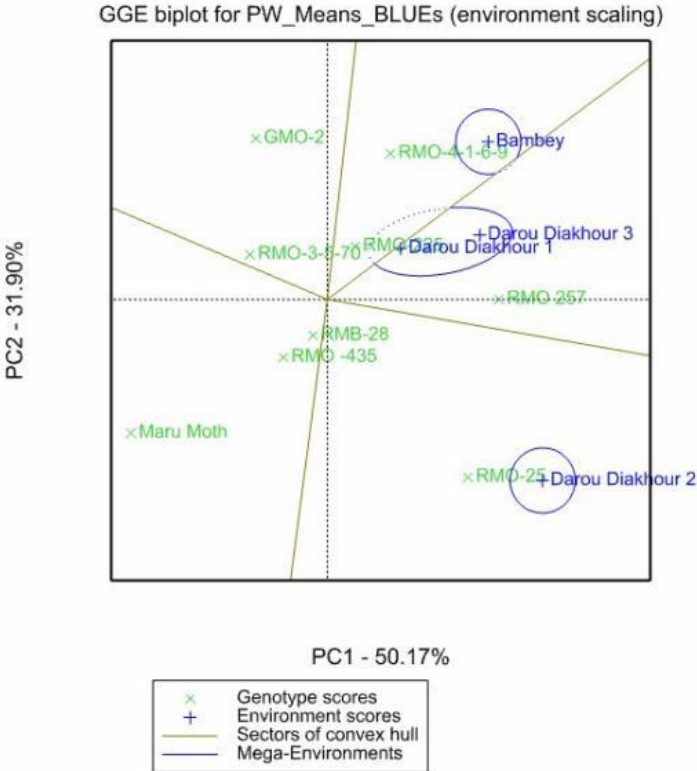 GGE biplot for PW_Means_BLUEs (environment scaling)
GMO-2
Bambey
RMO-4-1-6-9
Darou Diakhour 3
Darou Diakhour 1
RMO-3-5-70
RMO 257
RMB-28
RMO -435
Maru Moth
RMO-25
Darou Diakhour 2
PC2 - 31.90%
PC1 - 50.17%
Genotype scores
Environment scores
Sectors of convex hull
Mega-Environments